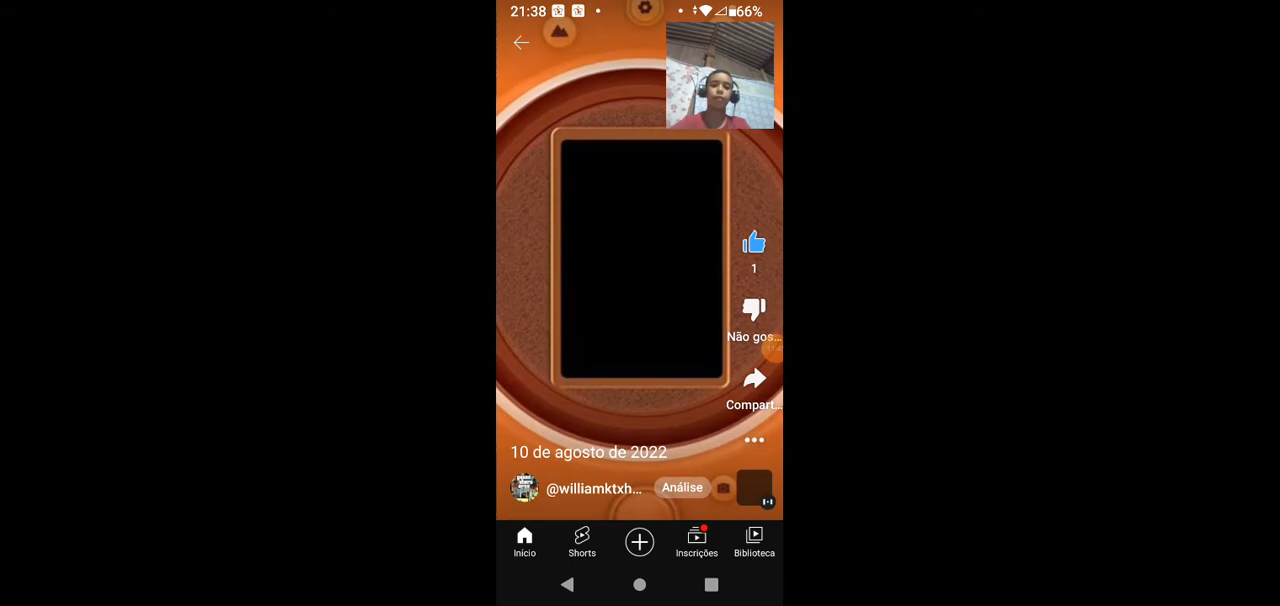 21:38 66%
1
Não gos...
Compart...
10 de agosto de 2022
@williamktxh... Análise
Início Shorts Inscrições Biblioteca